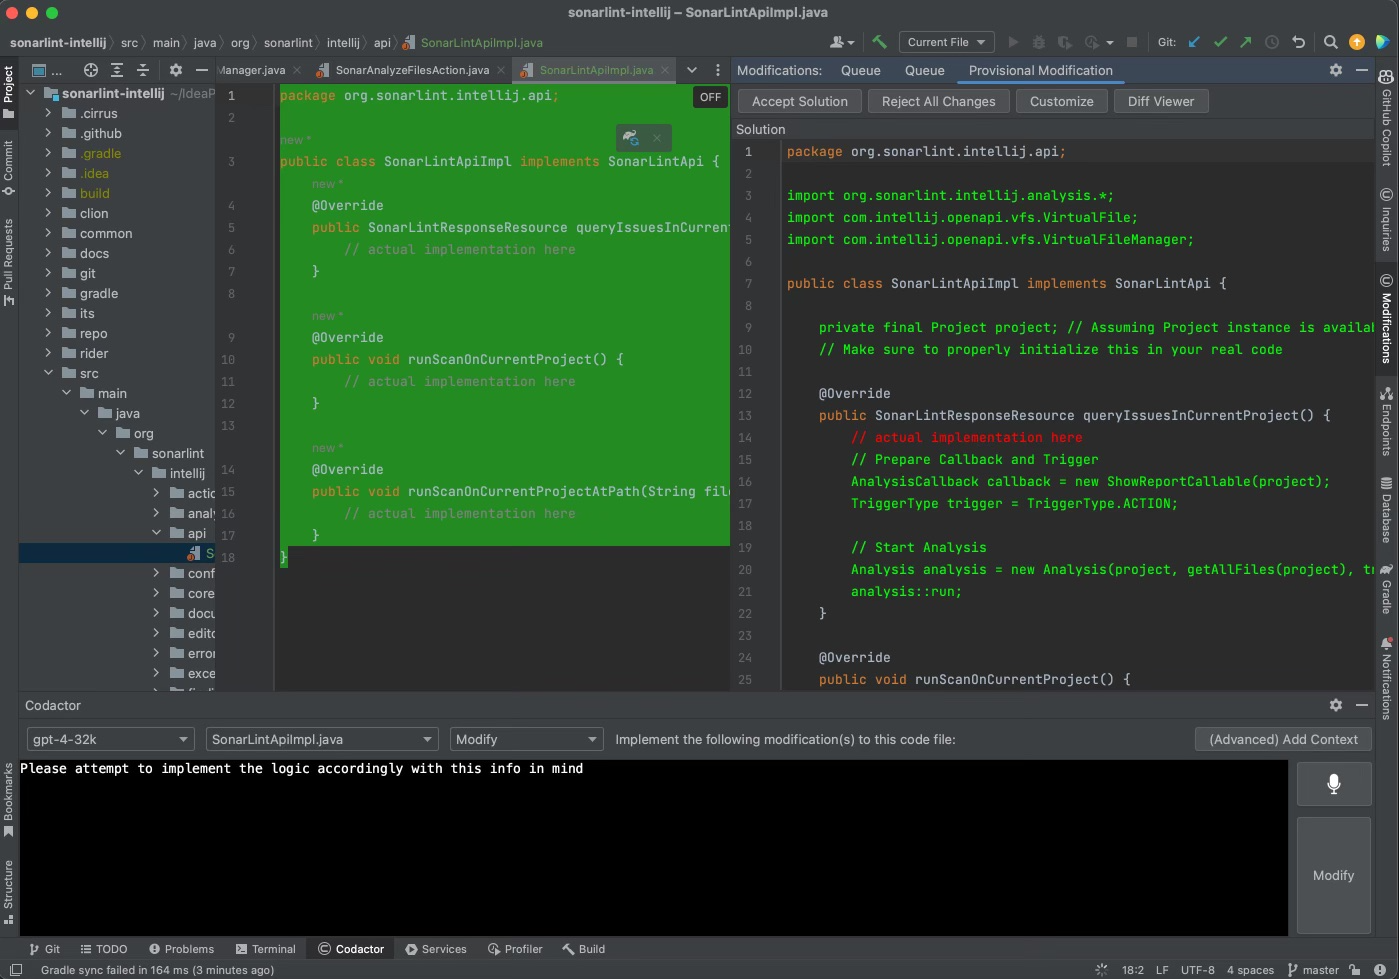 sonarlint-intellij – SonarLintApiImpl.java
sonarlint-intellij src main java org sonarlint intellij api SonarLintApiImpl.java
Current File
Git:
Project
Commit
Pull Requests
Bookmarks
Structure
...
sonarlint-intellij ~/IdeaP
.cirrus
.github
.gradle
.idea
build
clion
common
docs
git
gradle
its
repo
rider
src
main
java
org
sonarlint
intellij
actic
analy
api
S
conf
core
docu
edito
error
exce
Manager.java SonarAnalyzeFilesAction.java SonarLintApiImpl.java
OFF
1 package org.sonarlint.intellij.api;
2
new *
3 public class SonarLintApiImpl implements SonarLintApi {
new *
4 @Override
5 public SonarLintResponseResource queryIssuesInCurrent
6 // actual implementation here
7 }
8
new *
9 @Override
10 public void runScanOnCurrentProject() {
11 // actual implementation here
12 }
13
new *
14 @Override
15 public void runScanOnCurrentProjectAtPath(String file
16 // actual implementation here
17 }
18 }
Modifications: Queue Queue Provisional Modification
Accept Solution Reject All Changes Customize Diff Viewer
Solution
1 package org.sonarlint.intellij.api;
2
3 import org.sonarlint.intellij.analysis.*;
4 import com.intellij.openapi.vfs.VirtualFile;
5 import com.intellij.openapi.vfs.VirtualFileManager;
6
7 public class SonarLintApiImpl implements SonarLintApi {
8
9 private final Project project; // Assuming Project instance is availab
10 // Make sure to properly initialize this in your real code
11
12 @Override
13 public SonarLintResponseResource queryIssuesInCurrentProject() {
14 // actual implementation here
15 // Prepare Callback and Trigger
16 AnalysisCallback callback = new ShowReportCallable(project);
17 TriggerType trigger = TriggerType.ACTION;
18
19 // Start Analysis
20 Analysis analysis = new Analysis(project, getAllFiles(project), tr
21 analysis::run;
22 }
23
24 @Override
25 public void runScanOnCurrentProject() {
GitHub Copilot
Inquiries
Modifications
Endpoints
Database
Gradle
Notifications
Codactor
gpt-4-32k SonarLintApiImpl.java Modify Implement the following modification(s) to this code file: (Advanced) Add Context
Please attempt to implement the logic accordingly with this info in mind
Modify
Git TODO Problems Terminal Codactor Services Profiler Build
Gradle sync failed in 164 ms (3 minutes ago) 18:2 LF UTF-8 4 spaces master